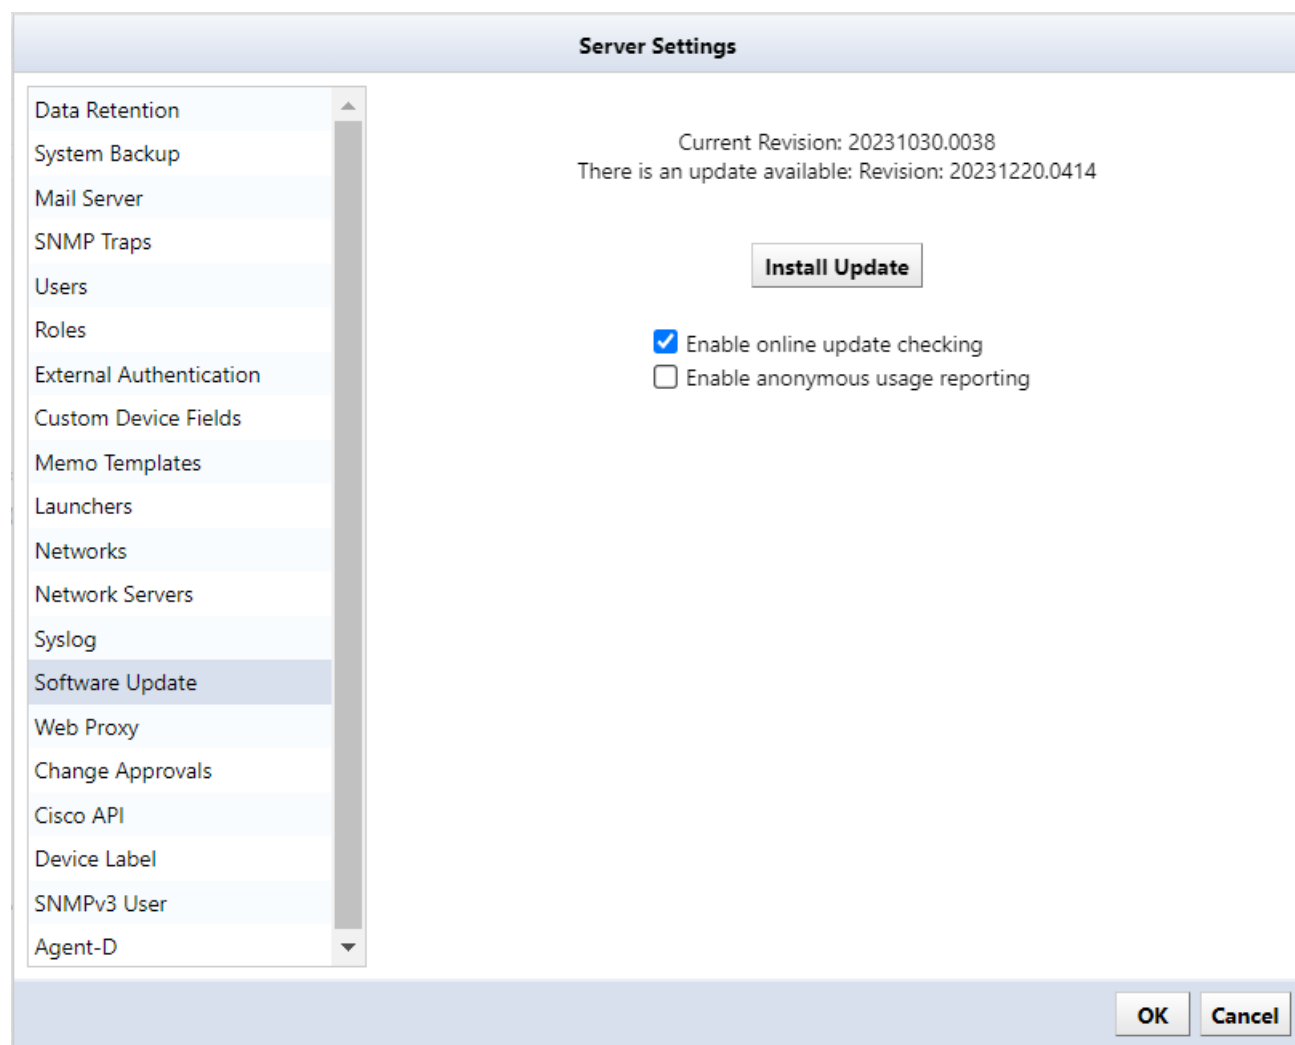 Server Settings
Data Retention
System Backup
Mail Server
SNMP Traps
Users
Roles
External Authentication
Custom Device Fields
Memo Templates
Launchers
Networks
Network Servers
Syslog
Software Update
Web Proxy
Change Approvals
Cisco API
Device Label
SNMPv3 User
Agent-D
Current Revision: 20231030.0038
There is an update available: Revision: 20231220.0414
Install Update
Enable online update checking
Enable anonymous usage reporting
OK Cancel